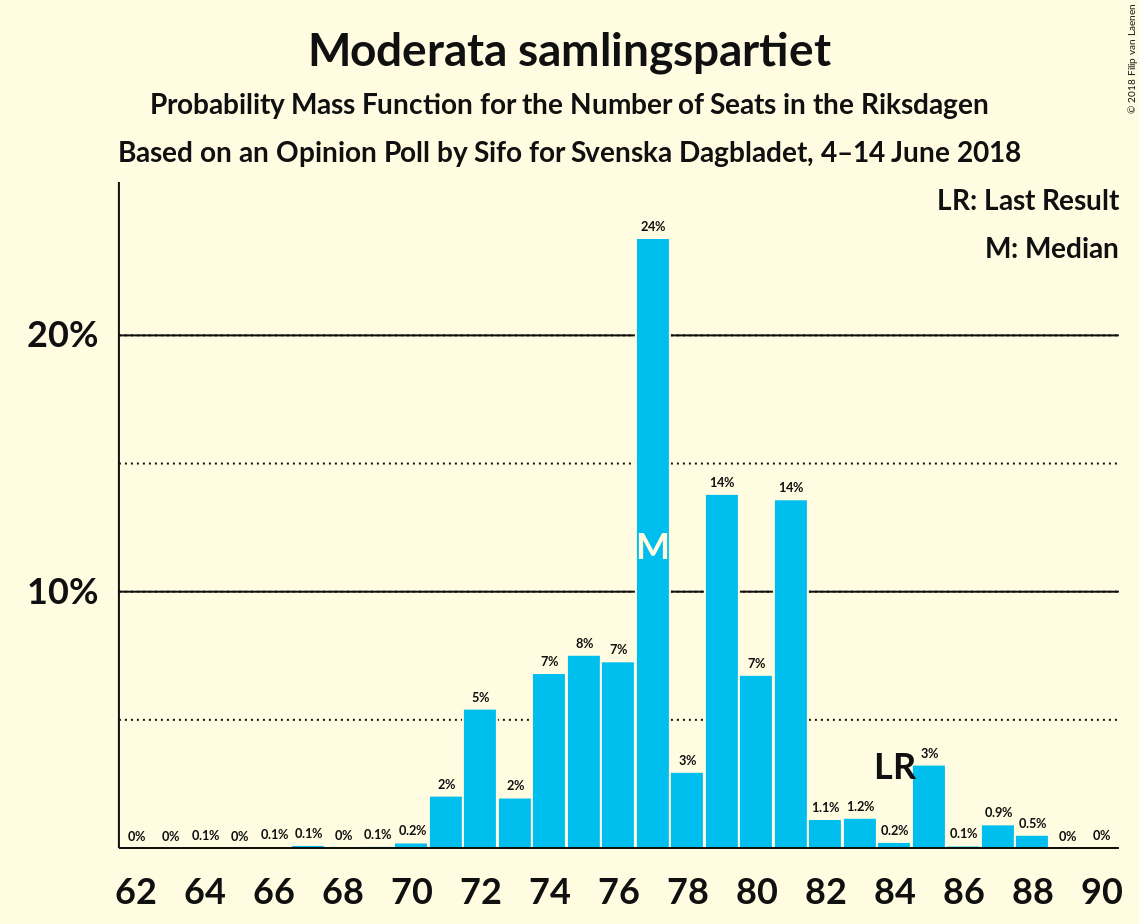 Moderata samlingspartiet
Probability Mass Function for the Number of Seats in the Riksdagen
Based on an Opinion Poll by Sifo for Svenska Dagbladet, 4–14 June 2018
© 2018 Filip van Laenen
LR: Last Result
M: Median
20%
10%
0% 0% 0.1% 0% 0.1% 0.1% 0% 0.1% 0.2% 2% 5% 2% 7% 8% 7% 24% 3% 14% 7% 14% 1.1% 1.2% 0.2% 3% 0.1% 0.9% 0.5% 0% 0%
M
LR
62 64 66 68 70 72 74 76 78 80 82 84 86 88 90